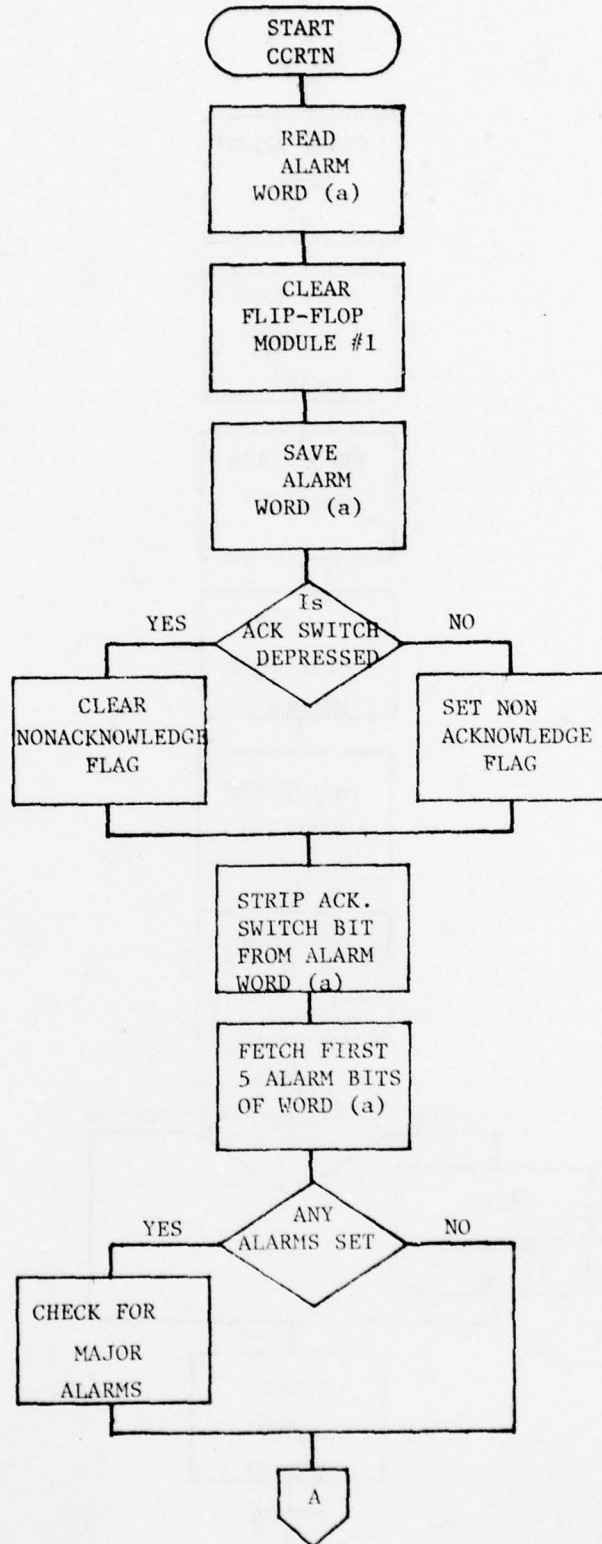 START
CCRTN
READ
ALARM
WORD (a)
CLEAR
FLIP-FLOP
MODULE #1
SAVE
ALARM
WORD (a)
Is
ACK SWITCH
DEPRESSED
YES
NO
CLEAR
NONACKNOWLEDGE
FLAG
SET NON
ACKNOWLEDGE
FLAG
STRIP ACK.
SWITCH BIT
FROM ALARM
WORD (a)
FETCH FIRST
5 ALARM BITS
OF WORD (a)
ANY
ALARMS SET
YES
NO
CHECK FOR
MAJOR
ALARMS
A